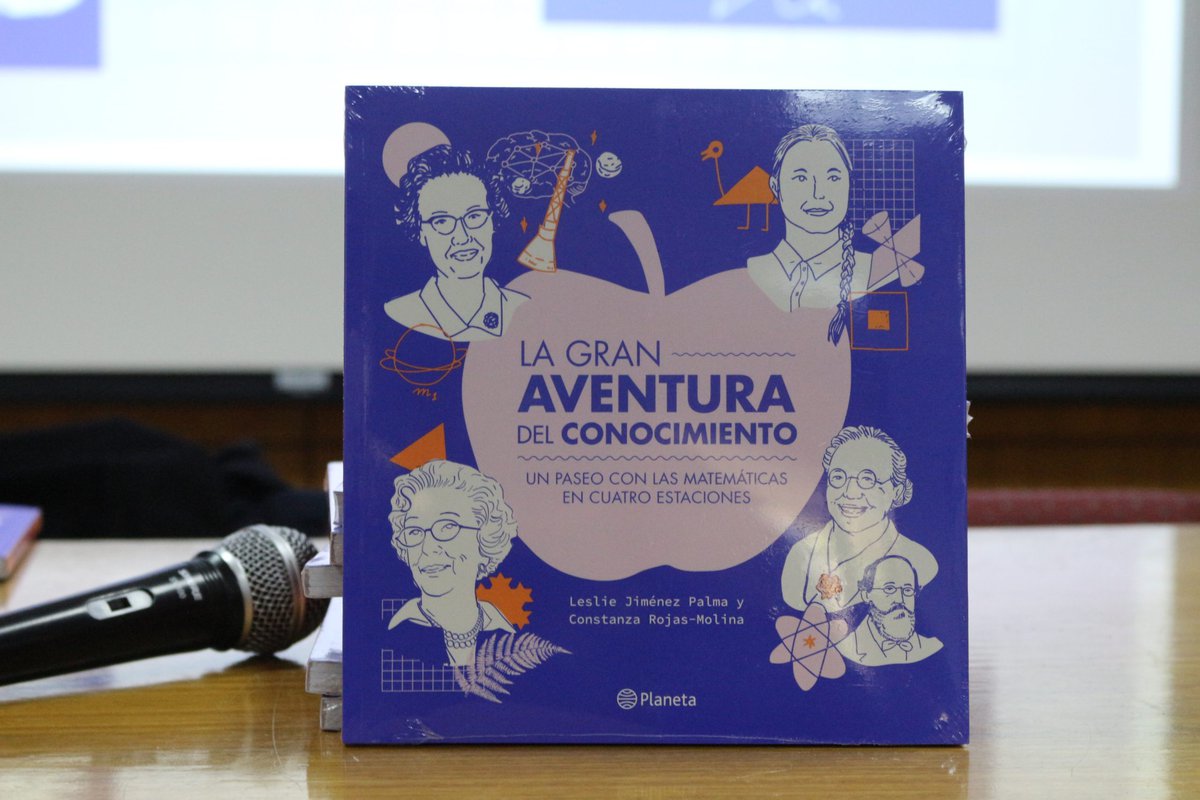 LA GRAN
AVENTURA
DEL CONOCIMIENTO
UN PASEO CON LAS MATEMÁTICAS
EN CUATRO ESTACIONES
Leslie Jiménez Palma y
Constanza Rojas-Molina
Planeta